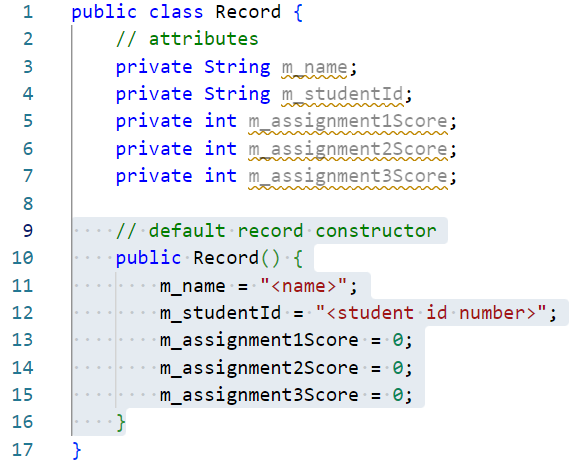 1 public class Record {
2 // attributes
3 private String m_name;
4 private String m_studentId;
5 private int m_assignment1Score;
6 private int m_assignment2Score;
7 private int m_assignment3Score;
8
9 // default record constructor
10 public Record() {
11 m_name = "<name>";
12 m_studentId = "<student id number>";
13 m_assignment1Score = 0;
14 m_assignment2Score = 0;
15 m_assignment3Score = 0;
16 }
17 }